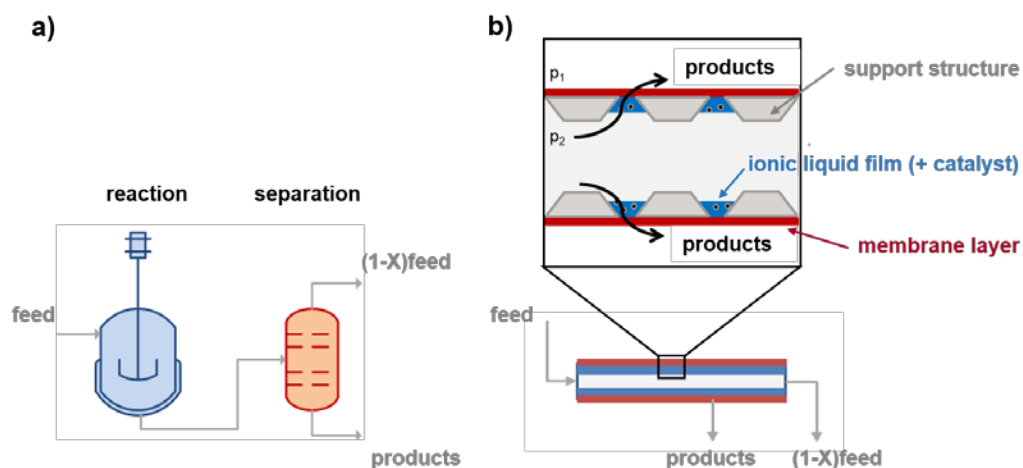 a)
reaction
separation
feed
(1-X)feed
products
b)
p1
products
support structure
p2
ionic liquid film (+ catalyst)
products
membrane layer
feed
products
(1-X)feed